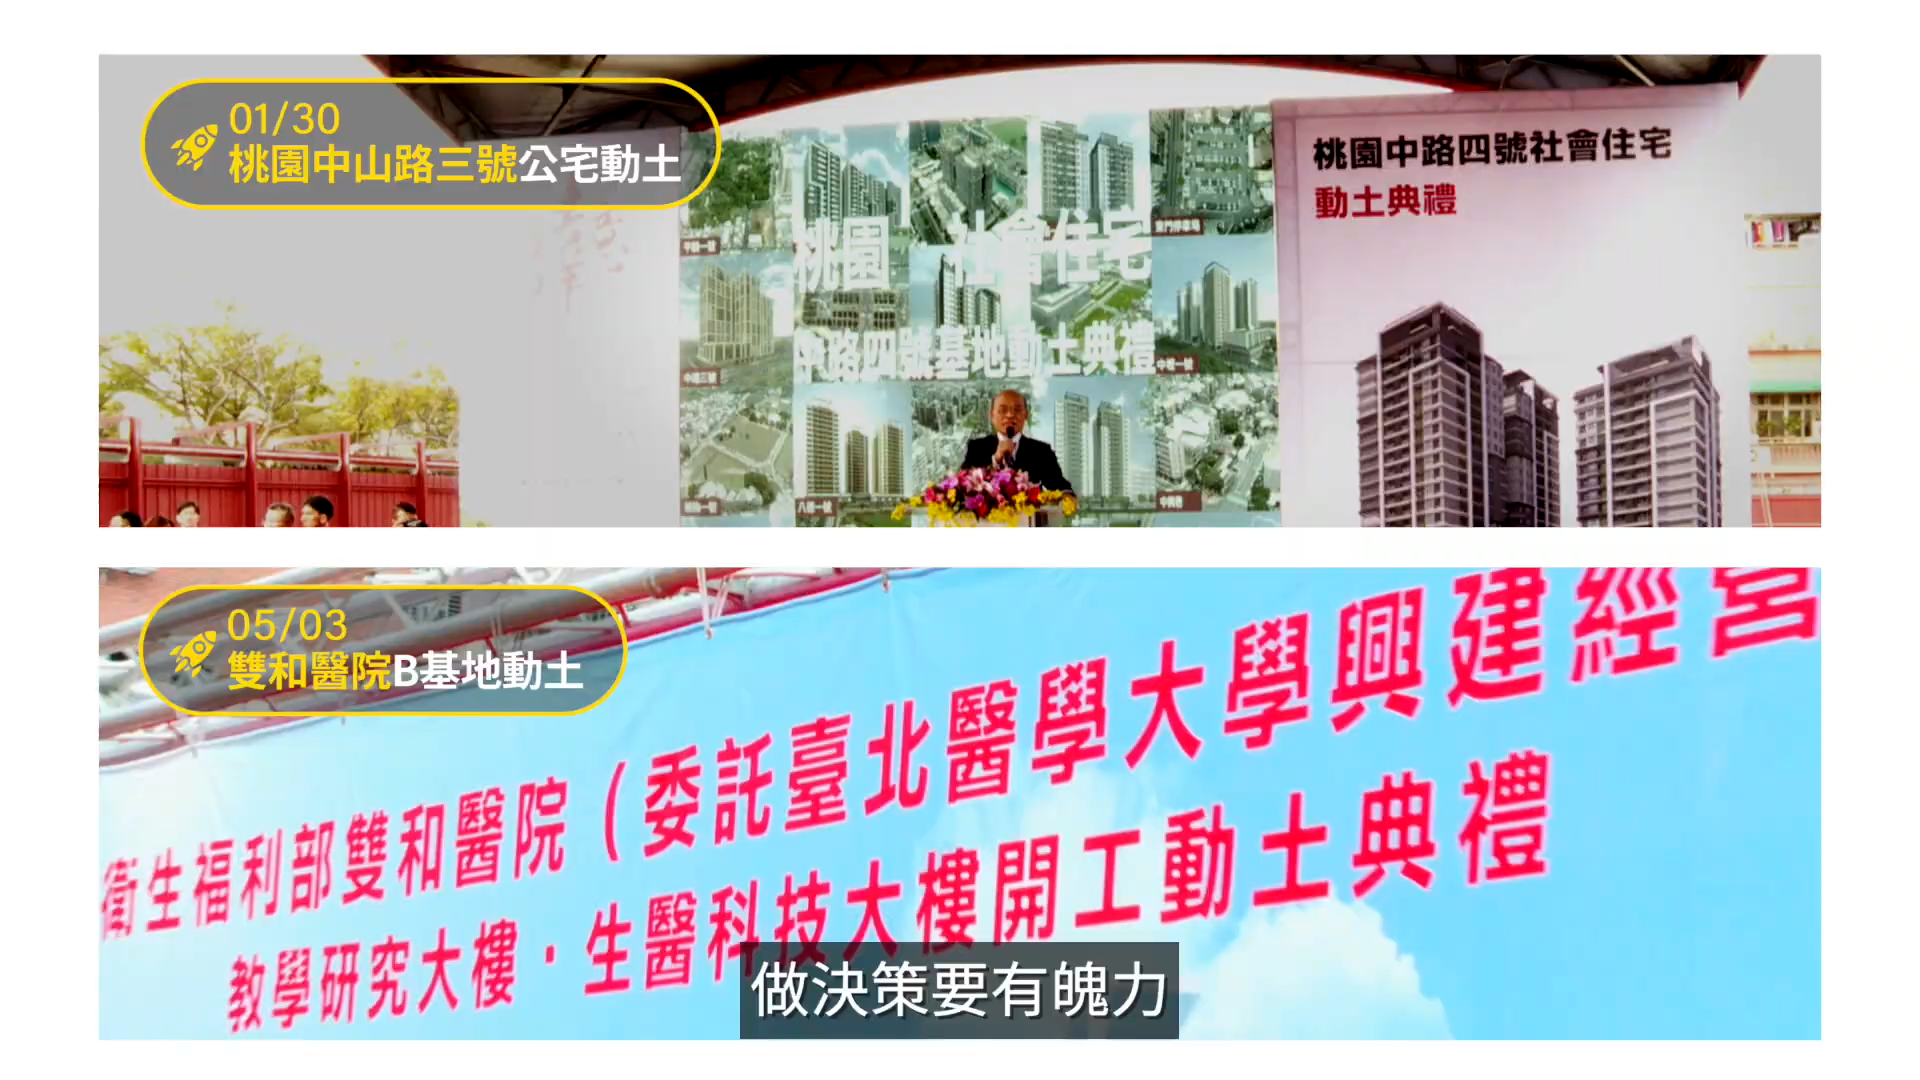 01/30
桃園中山路三號公宅動土
桃園中路四號社會住宅
動土典禮
桃園 社會住宅
中路四號基地動土典禮
05/03
雙和醫院B基地動土
衛生福利部雙和醫院（委託臺北醫學大學興建經營
教學研究大樓・生醫科技大樓開工動土典禮
做決策要有魄力